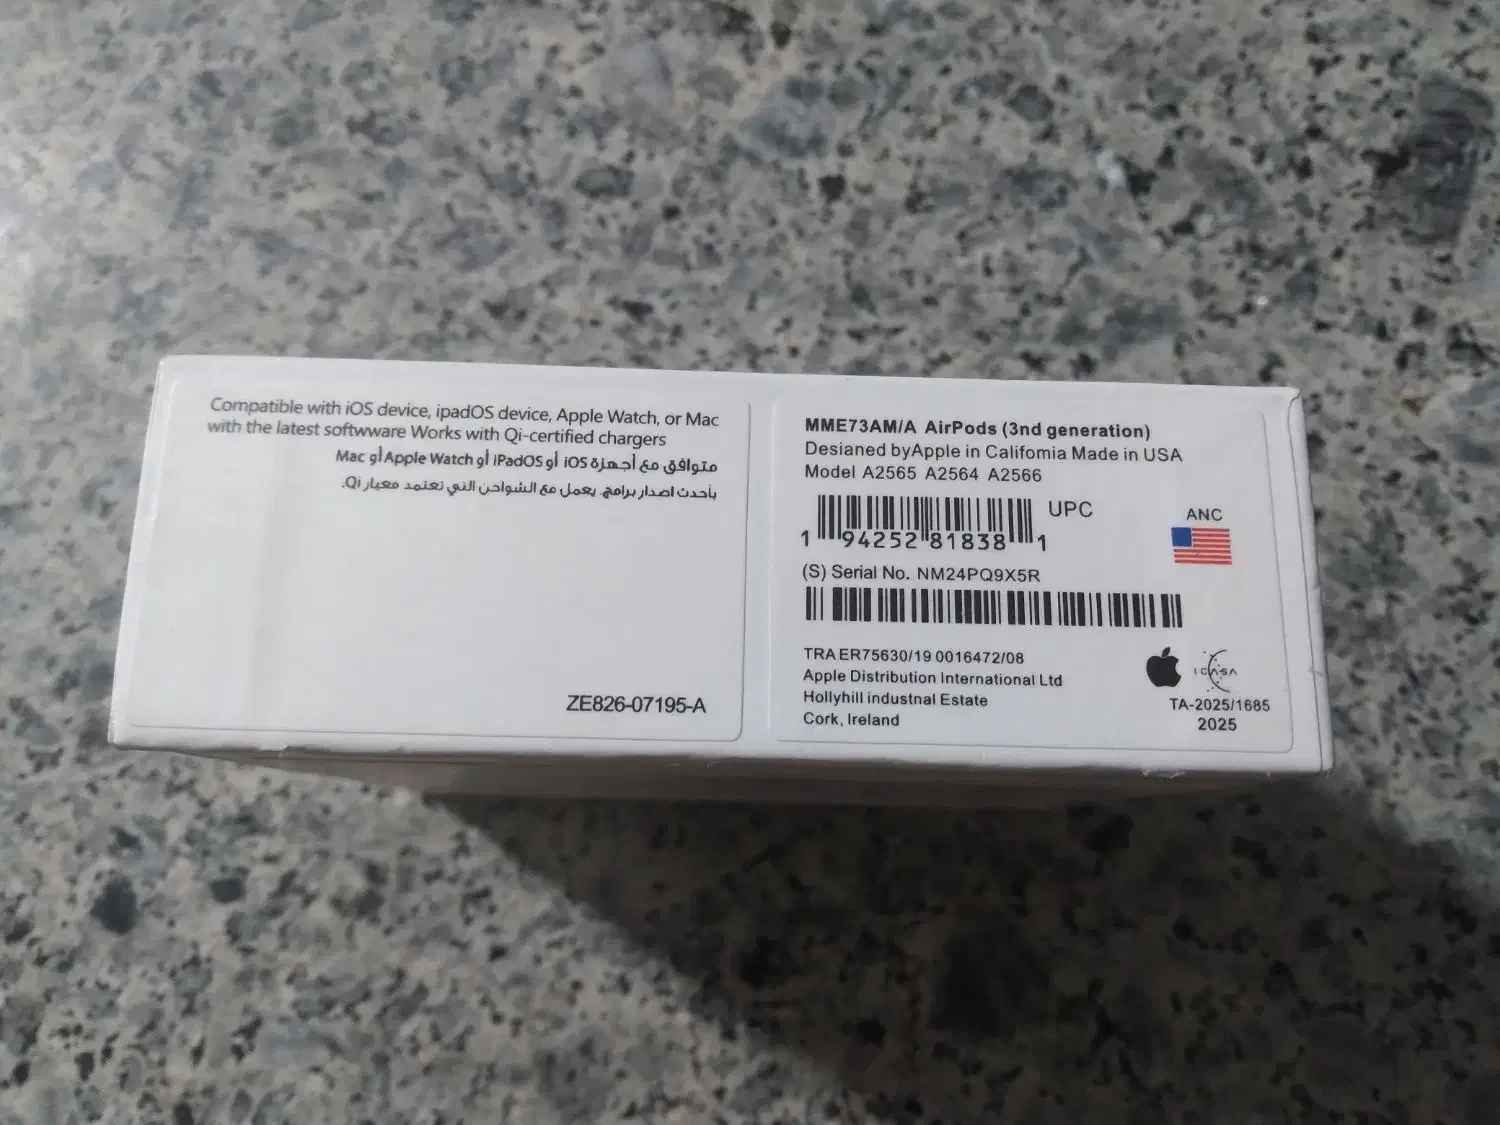 Compatible with iOS device, ipadOS device, Apple Watch, or Mac
with the latest softwware Works with Qi-certified chargers
متوافق مع أجهزة iOS أو iPadOS أو Apple Watch أو Mac
بأحدث اصدار برامج. يعمل مع الشواحن التي تعتمد معيار Qi.
ZE826-07195-A
MME73AM/A AirPods (3nd generation)
Desianed byApple in Califomia Made in USA
Model A2565 A2564 A2566
UPC
1 94252 81838 1
ANC
(S) Serial No. NM24PQ9X5R
TRA ER75630/19 0016472/08
Apple Distribution International Ltd
Hollyhill industnal Estate
Cork, Ireland
ICASA
TA-2025/1685
2025